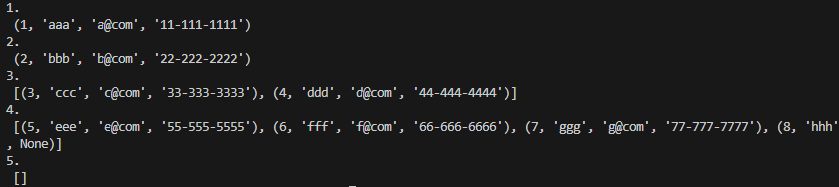 1.
(1, 'aaa', 'a@com', '11-111-1111')
2.
(2, 'bbb', 'b@com', '22-222-2222')
3.
[(3, 'ccc', 'c@com', '33-333-3333'), (4, 'ddd', 'd@com', '44-444-4444')]
4.
[(5, 'eee', 'e@com', '55-555-5555'), (6, 'fff', 'f@com', '66-666-6666'), (7, 'ggg', 'g@com', '77-777-7777'), (8, 'hhh'
, None)]
5.
[]